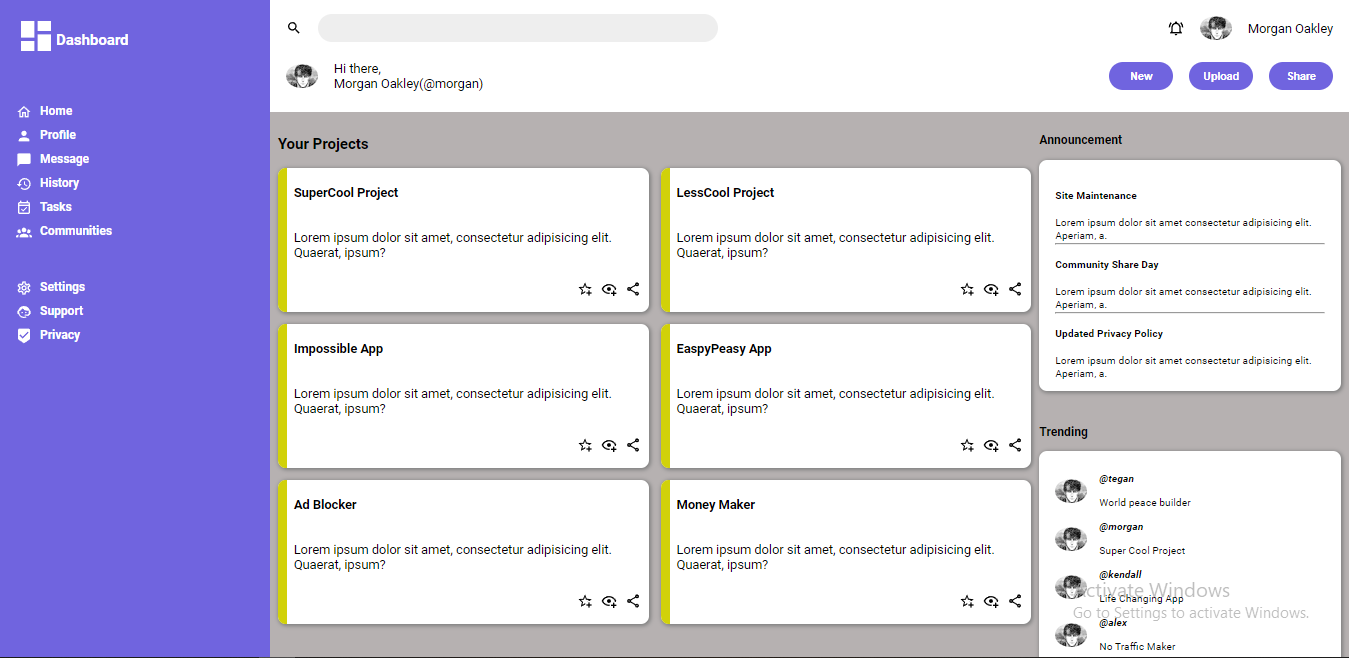 Dashboard
Home
Profile
Message
History
Tasks
Communities
Settings
Support
Privacy
Morgan Oakley
Hi there,
Morgan Oakley(@morgan)
New
Upload
Share
Your Projects
SuperCool Project
Lorem ipsum dolor sit amet, consectetur adipisicing elit.
Quaerat, ipsum?
LessCool Project
Lorem ipsum dolor sit amet, consectetur adipisicing elit.
Quaerat, ipsum?
Impossible App
Lorem ipsum dolor sit amet, consectetur adipisicing elit.
Quaerat, ipsum?
EaspyPeasy App
Lorem ipsum dolor sit amet, consectetur adipisicing elit.
Quaerat, ipsum?
Ad Blocker
Lorem ipsum dolor sit amet, consectetur adipisicing elit.
Quaerat, ipsum?
Money Maker
Lorem ipsum dolor sit amet, consectetur adipisicing elit.
Quaerat, ipsum?
Announcement
Site Maintenance
Lorem ipsum dolor sit amet consectetur adipisicing elit.
Aperiam, a.
Community Share Day
Lorem ipsum dolor sit amet consectetur adipisicing elit.
Aperiam, a.
Updated Privacy Policy
Lorem ipsum dolor sit amet consectetur adipisicing elit.
Aperiam, a.
Trending
@tegan
World peace builder
@morgan
Super Cool Project
@kendall
Life Changing App
@alex
No Traffic Maker
Activate Windows
Go to Settings to activate Windows.